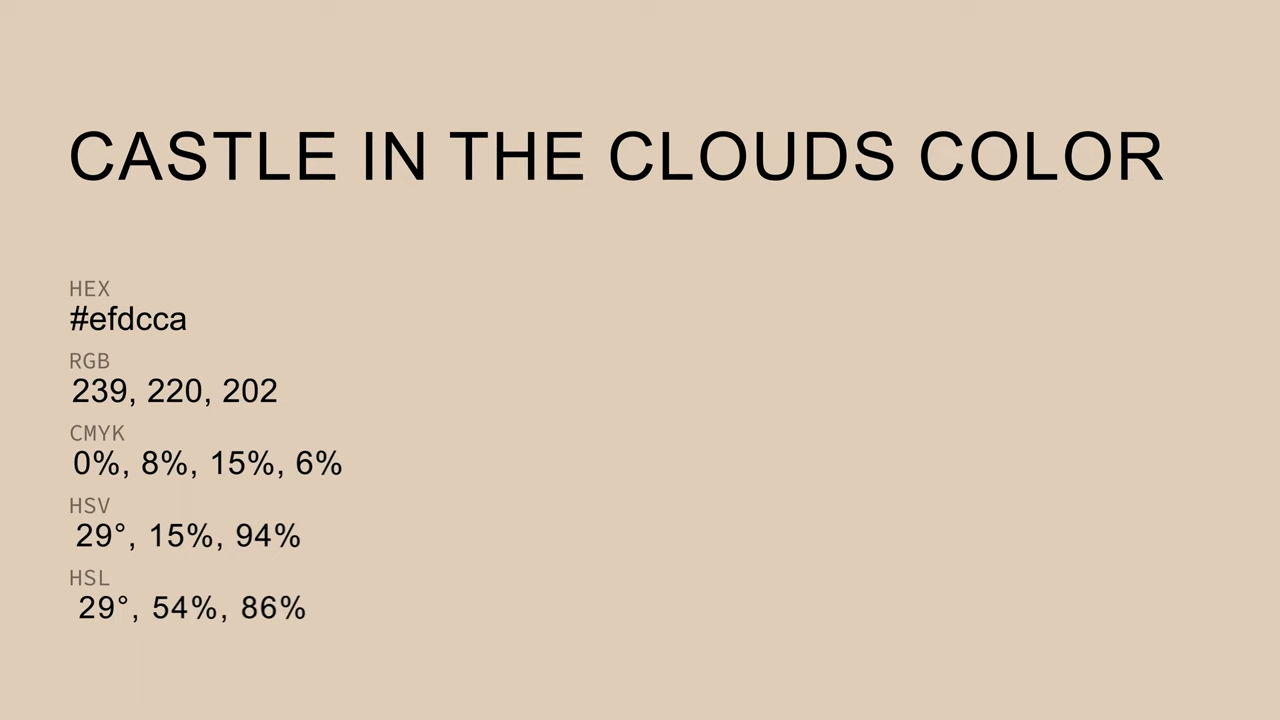 CASTLE IN THE CLOUDS COLOR
HEX
#efdcca
RGB
239, 220, 202
CMYK
0%, 8%, 15%, 6%
HSV
29°, 15%, 94%
HSL
29°, 54%, 86%